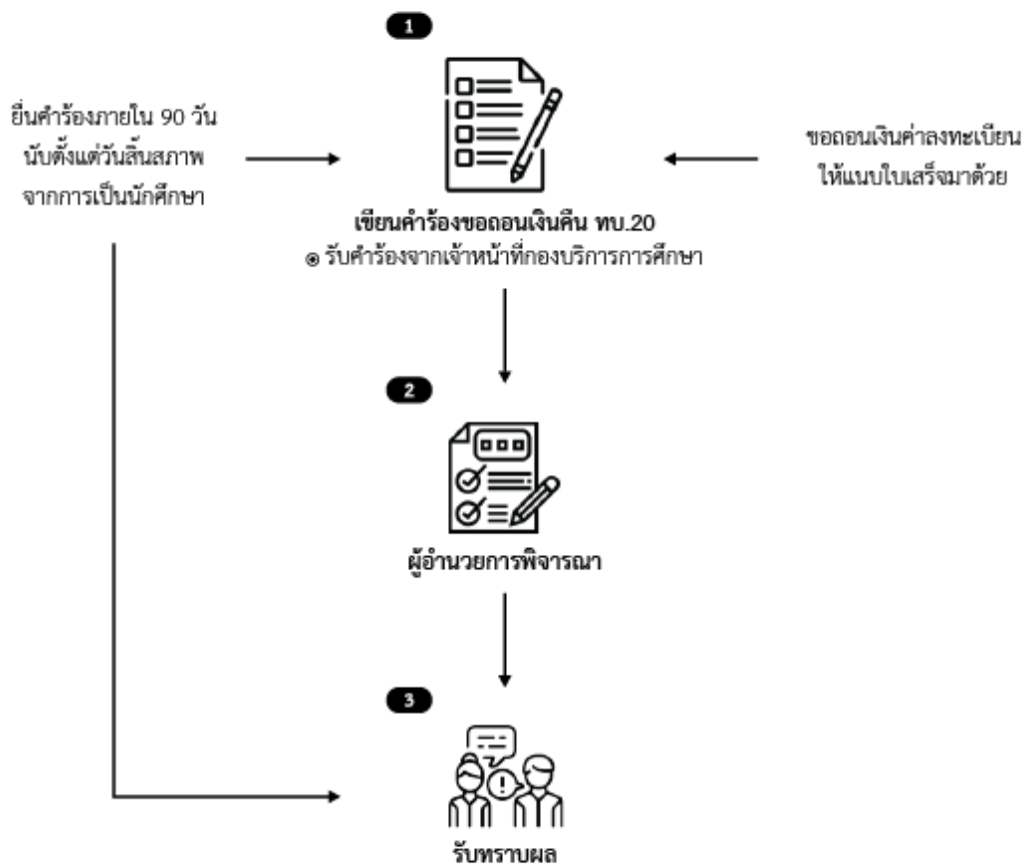 1
ยื่นคำร้องภายใน 90 วัน
นับตั้งแต่วันสิ้นสภาพ
จากการเป็นนักศึกษา
ขอถอนเงินค่าลงทะเบียน
ให้แนบใบเสร็จมาด้วย
เขียนคำร้องขอถอนเงินคืน ทบ.20
๏ รับคำร้องจากเจ้าหน้าที่กองบริการการศึกษา
2
ผู้อำนวยการพิจารณา
3
รับทราบผล